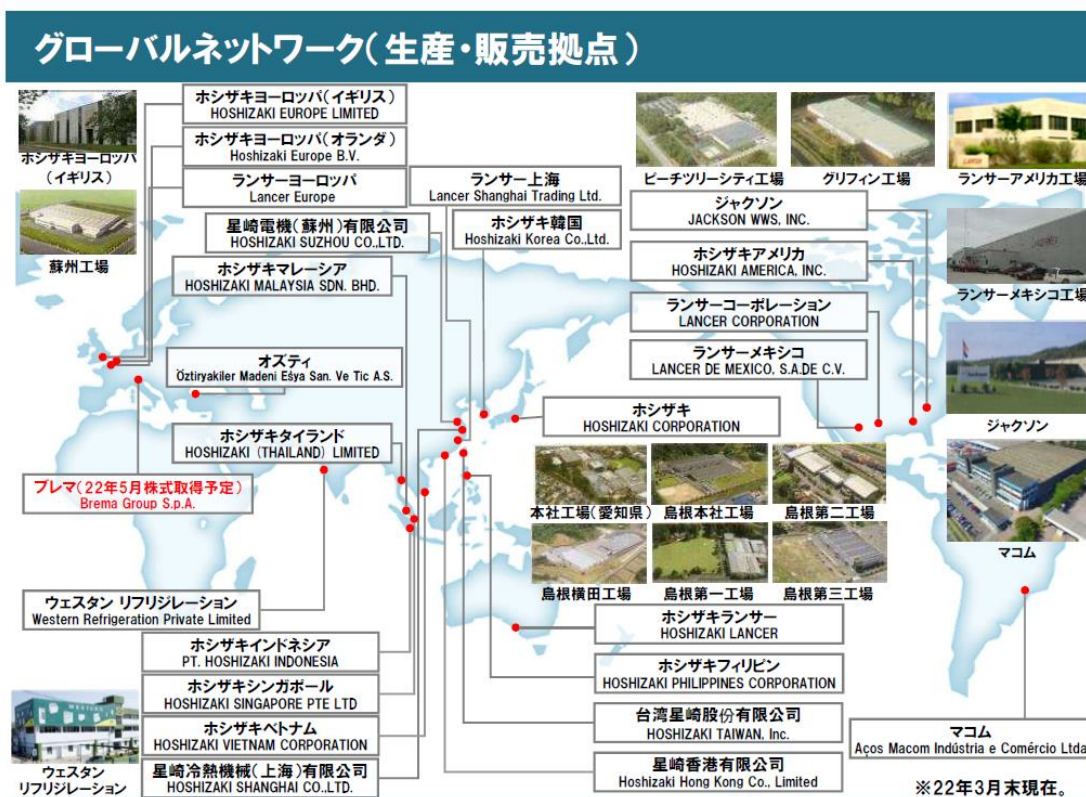 グローバルネットワーク(生産・販売拠点)
ホシザキヨーロッパ(イギリス)
HOSHIZAKI EUROPE LIMITED
ホシザキヨーロッパ(オランダ)
Hoshizaki Europe B.V.
ランサーヨーロッパ
Lancer Europe
ホシザキヨーロッパ
(イギリス)
蘇州工場
星崎電機(蘇州)有限公司
HOSHIZAKI SUZHOU CO.,LTD.
ホシザキマレーシア
HOSHIZAKI MALAYSIA SDN. BHD.
ランサー上海
Lancer Shanghai Trading Ltd.
ホシザキ韓国
Hoshizaki Korea Co.,Ltd.
ピーチツリーシティ工場
グリフィン工場
ランサーアメリカ工場
ジャクソン
JACKSON WWS, INC.
ホシザキアメリカ
HOSHIZAKI AMERICA, INC.
ランサーコーポレーション
LANCER CORPORATION
ランサーメキシコ
LANCER DE MEXICO, S.A.DE C.V.
ランサーメキシコ工場
ジャクソン
マコム
オズティ
Öztiryakiler Madeni Eşya San. Ve Tic A.S.
ホシザキタイランド
HOSHIZAKI (THAILAND) LIMITED
ブレマ(22年5月株式取得予定)
Brema Group S.p.A.
ホシザキ
HOSHIZAKI CORPORATION
本社工場(愛知県)
島根本社工場
島根第二工場
島根横田工場
島根第一工場
島根第三工場
ウェスタン リフリジレーション
Western Refrigeration Private Limited
ホシザキインドネシア
PT. HOSHIZAKI INDONESIA
ホシザキシンガポール
HOSHIZAKI SINGAPORE PTE LTD
ホシザキベトナム
HOSHIZAKI VIETNAM CORPORATION
星崎冷熱機械(上海)有限公司
HOSHIZAKI SHANGHAI CO.,LTD.
ウェスタン
リフリジレーション
ホシザキランサー
HOSHIZAKI LANCER
ホシザキフィリピン
HOSHIZAKI PHILIPPINES CORPORATION
台湾星崎股份有限公司
HOSHIZAKI TAIWAN, Inc.
星崎香港有限公司
Hoshizaki Hong Kong Co., Limited
マコム
Aços Macom Indústria e Comércio Ltda
※22年3月末現在。